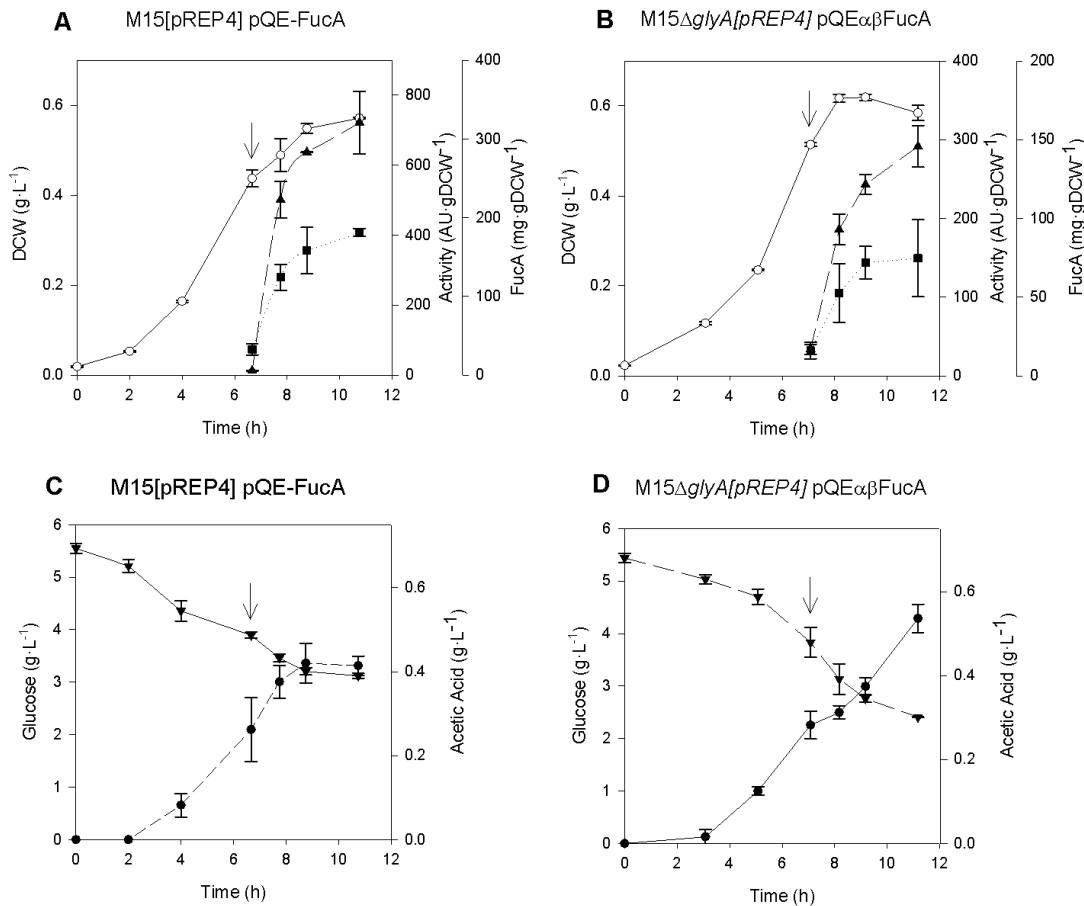 A M15[pREP4] pQE-FucA
B M15ΔglyA[pREP4] pQEαβFucA
0.6
0.4
0.2
0.0
DCW (g·L⁻¹)
0 2 4 6 8 10 12
Time (h)
800
600
400
200
0
Activity (AU·gDCW⁻¹)
400
300
200
100
0
FucA (mg·gDCW⁻¹)
0.6
0.4
0.2
0.0
DCW (g·L⁻¹)
0 2 4 6 8 10 12
Time (h)
400
300
200
100
0
Activity (AU·gDCW⁻¹)
200
150
100
50
0
FucA (mg·gDCW⁻¹)
C M15[pREP4] pQE-FucA
D M15ΔglyA[pREP4] pQEαβFucA
6
5
4
3
2
1
0
Glucose (g·L⁻¹)
0 2 4 6 8 10 12
Time (h)
0.6
0.4
0.2
0.0
Acetic Acid (g·L⁻¹)
6
5
4
3
2
1
0
Glucose (g·L⁻¹)
0 2 4 6 8 10 12
Time (h)
0.6
0.4
0.2
0.0
Acetic Acid (g·L⁻¹)